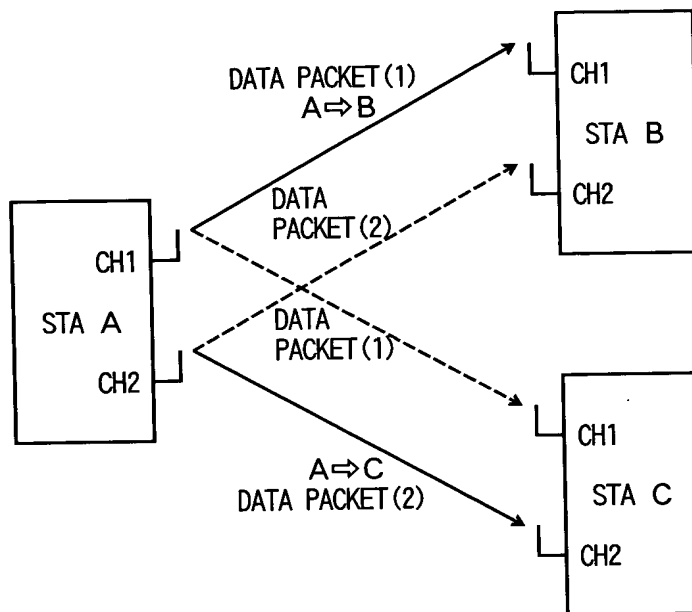 DATA PACKET(1)
A⇒B
CH1
STA B
CH2
DATA
PACKET(2)
CH1
STA A
CH2
DATA
PACKET(1)
A⇒C
DATA PACKET(2)
CH1
STA C
CH2